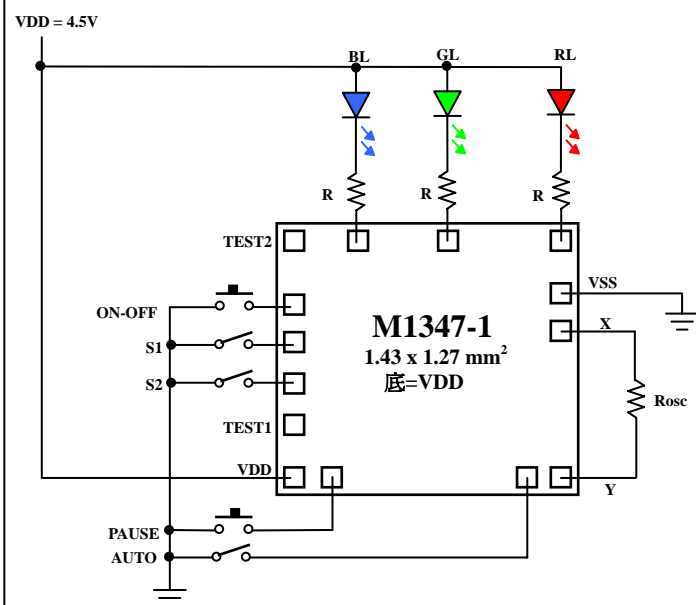 VDD = 4.5V
BL
GL
RL
R
R
R
TEST2
VSS
ON-OFF
M1347-1
X
S1
1.43 x 1.27 mm²
底=VDD
S2
Rosc
TEST1
VDD
Y
PAUSE
AUTO